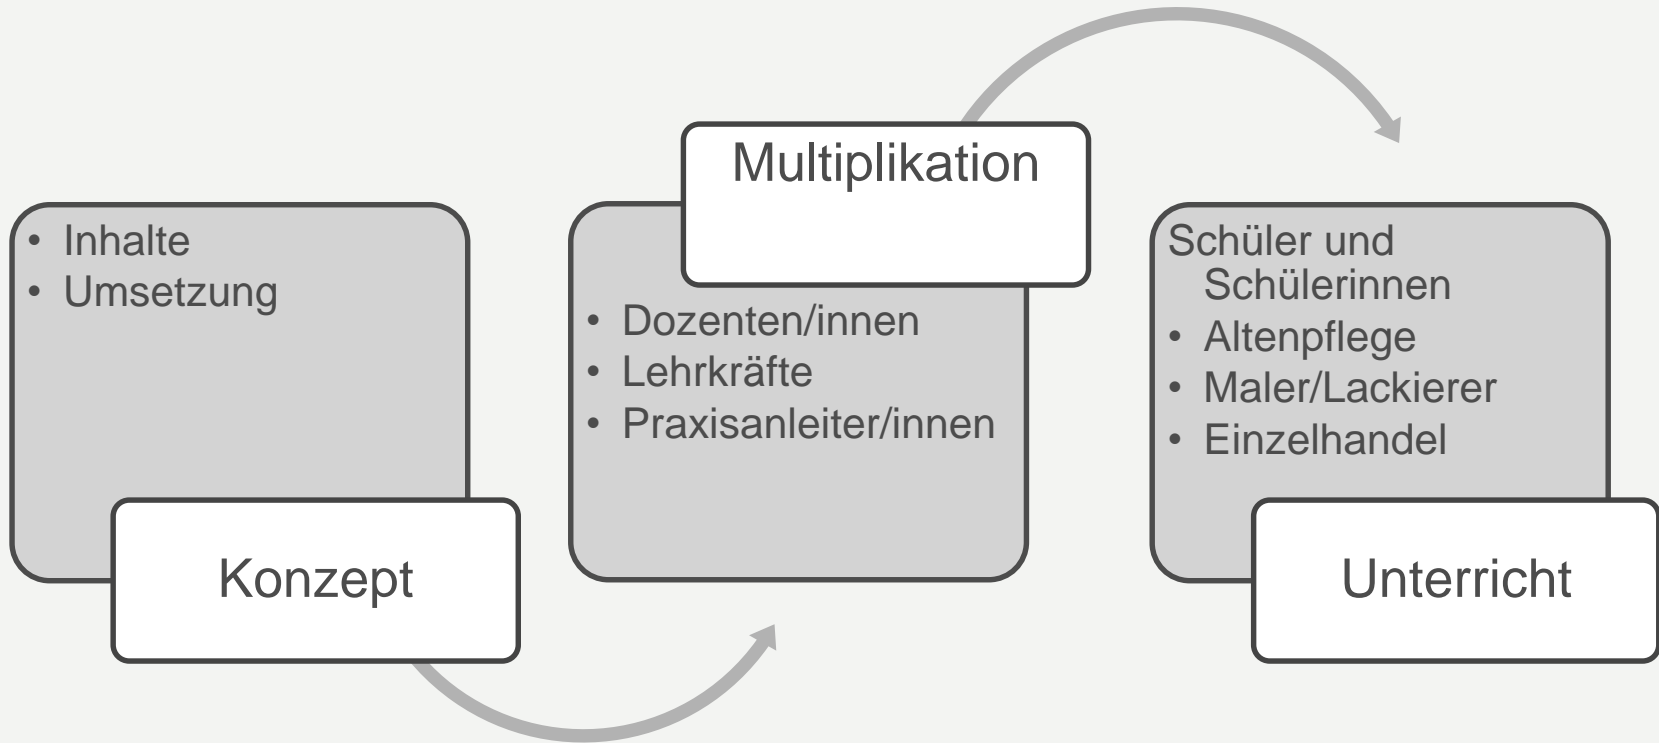 • Inhalte
• Umsetzung
Konzept
Multiplikation
• Dozenten/innen
• Lehrkräfte
• Praxisanleiter/innen
Schüler und
Schülerinnen
• Altenpflege
• Maler/Lackierer
• Einzelhandel
Unterricht